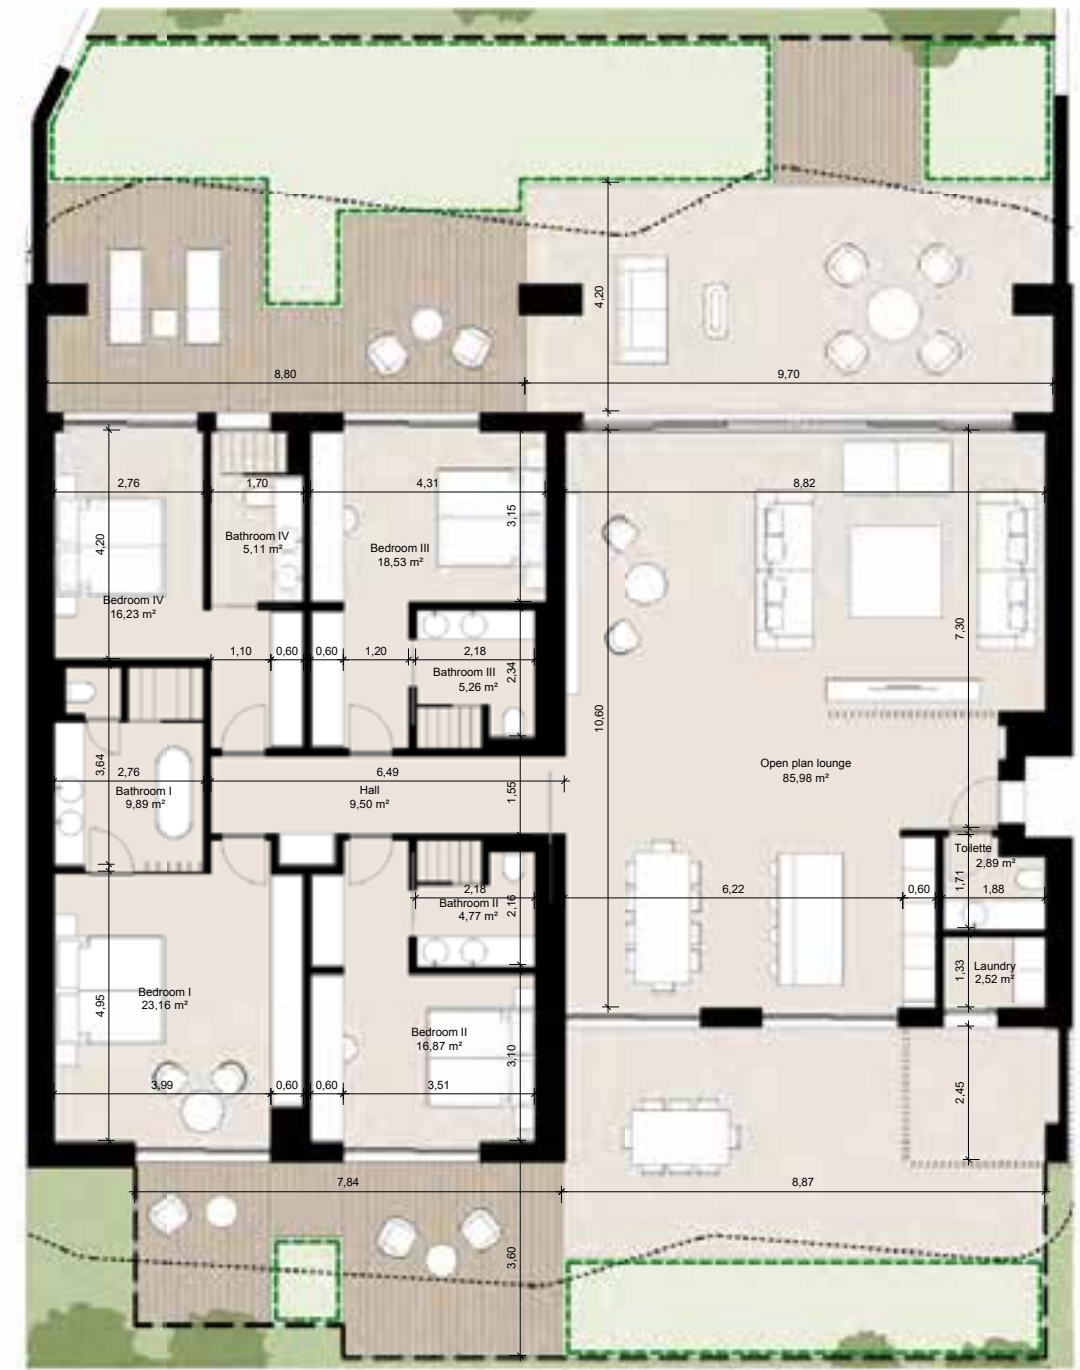 4,20
8,80
9,70
2,76
1,70
4,31
8,82
3,15
4,20
Bathroom IV
5,11 m²
Bedroom III
18,53 m²
Bedroom IV
16,23 m²
7,30
1,10
0,60
0,60
1,20
2,18
Bathroom III
5,26 m²
2,34
10,60
3,64
2,76
6,49
Open plan lounge
85,98 m²
Bathroom I
9,89 m²
Hall
9,50 m²
1,55
Toilette
2,89 m²
1,71
2,18
Bathroom II
4,77 m²
2,16
6,22
0,60
1,88
Laundry
2,52 m²
1,33
Bedroom I
23,16 m²
4,95
Bedroom II
16,87 m²
3,10
3,99
0,60
0,60
3,51
2,45
7,84
8,87
3,60